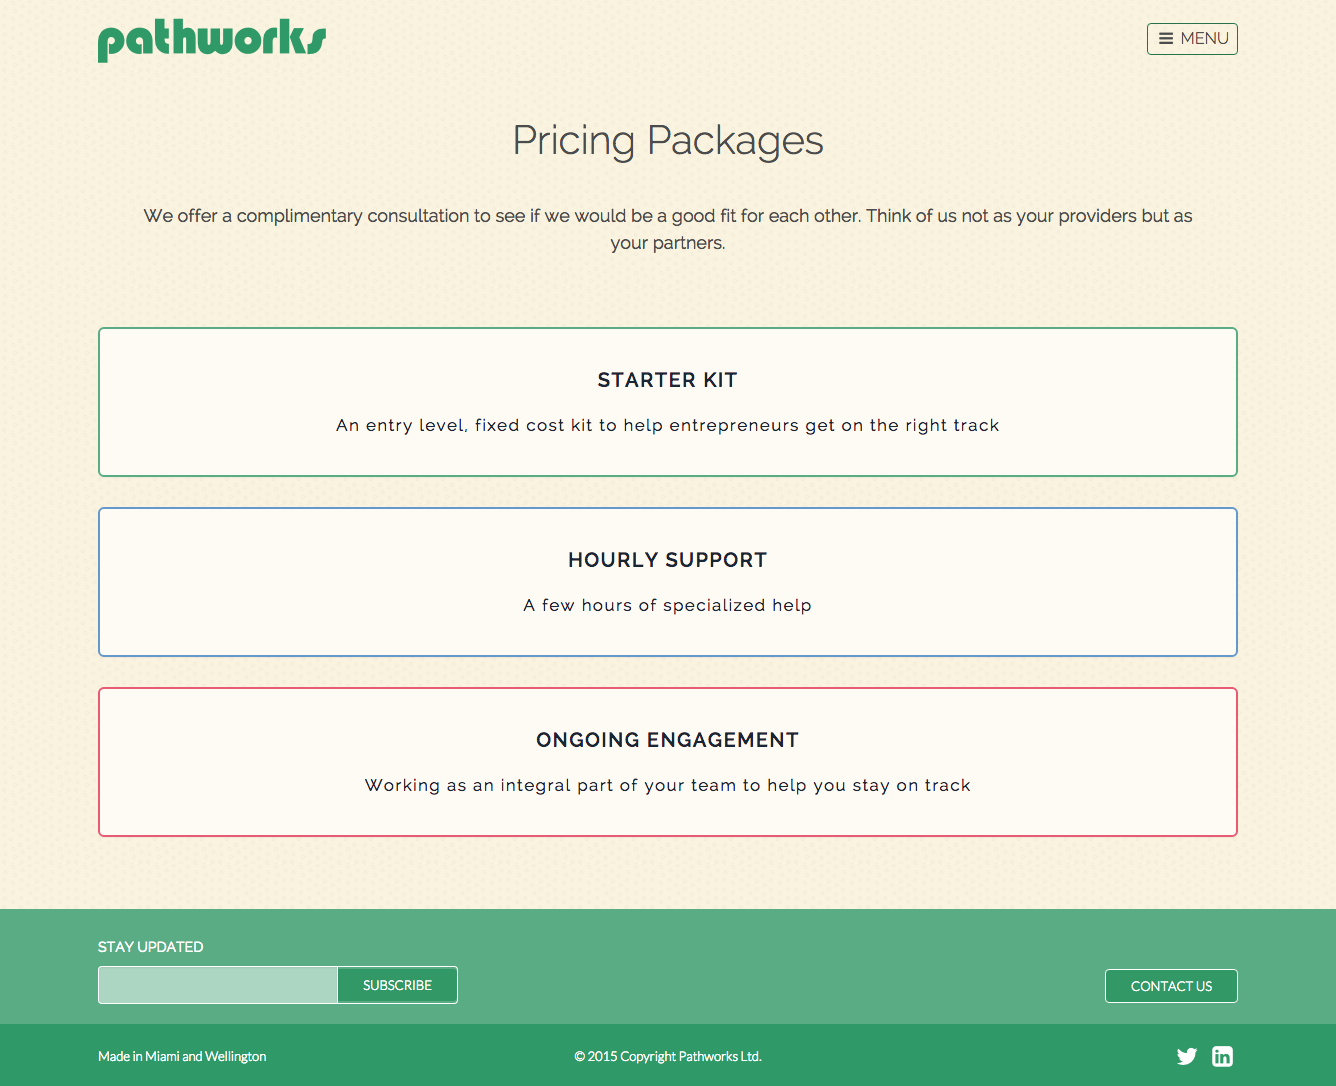 pathworks
MENU
Pricing Packages
We offer a complimentary consultation to see if we would be a good fit for each other. Think of us not as your providers but as
your partners.
STARTER KIT
An entry level, fixed cost kit to help entrepreneurs get on the right track
HOURLY SUPPORT
A few hours of specialized help
ONGOING ENGAGEMENT
Working as an integral part of your team to help you stay on track
STAY UPDATED
SUBSCRIBE
CONTACT US
Made in Miami and Wellington
© 2015 Copyright Pathworks Ltd.
in